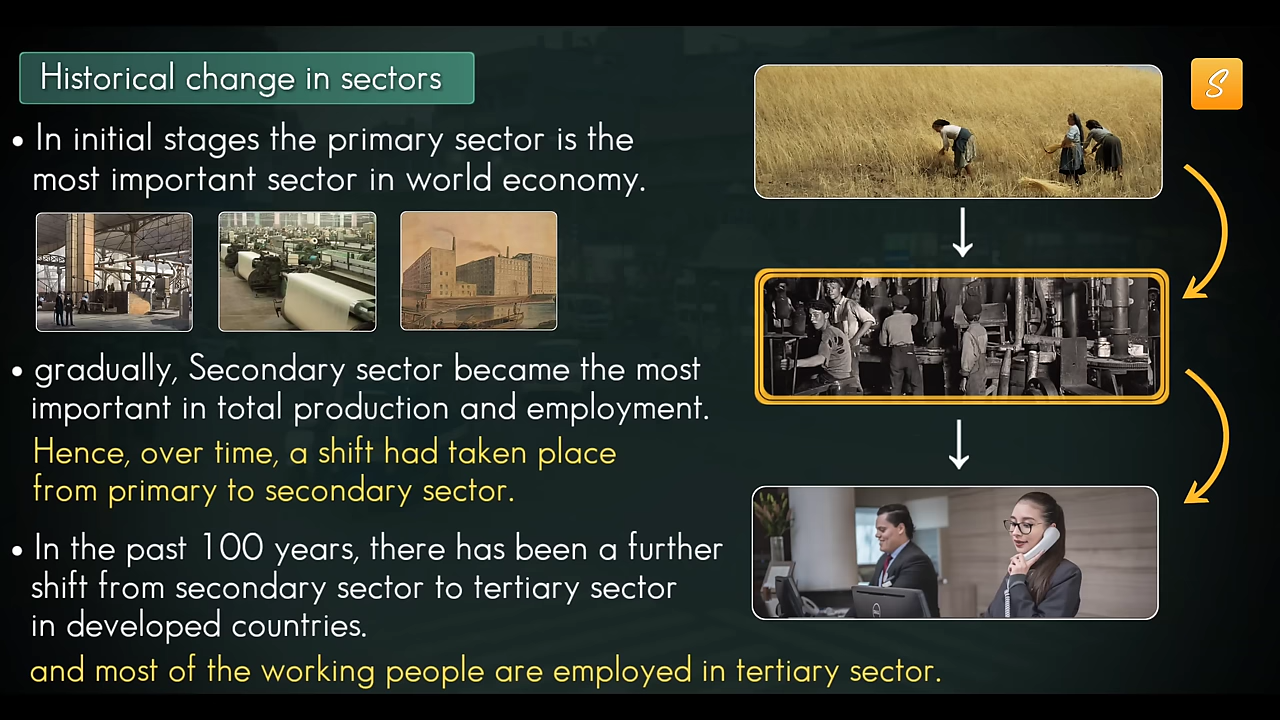 Historical change in sectors
S
• In initial stages the primary sector is the
most important sector in world economy.
• gradually, Secondary sector became the most
important in total production and employment.
Hence, over time, a shift had taken place
from primary to secondary sector.
• In the past 100 years, there has been a further
shift from secondary sector to tertiary sector
in developed countries.
and most of the working people are employed in tertiary sector.